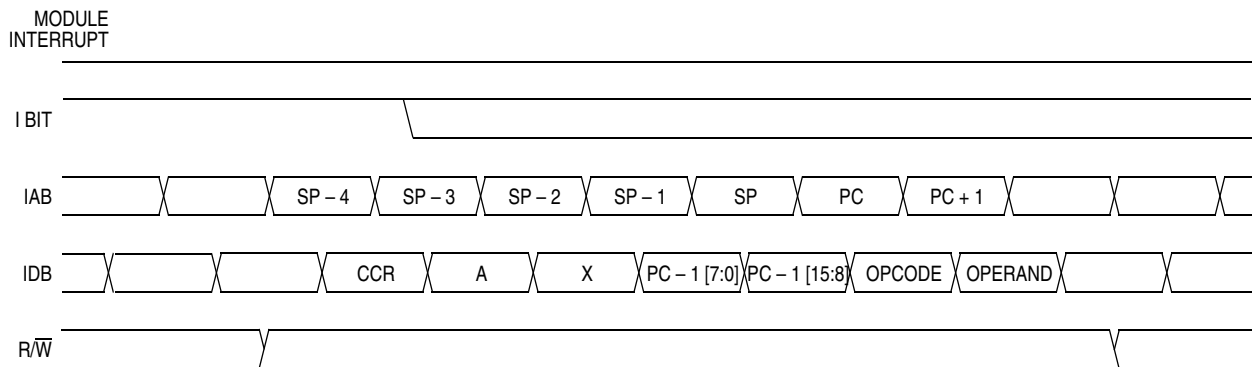 MODULE
INTERRUPT
I BIT
IAB SP – 4 SP – 3 SP – 2 SP – 1 SP PC PC + 1
IDB CCR A X PC – 1 [7:0] PC – 1 [15:8] OPCODE OPERAND
R/W̅